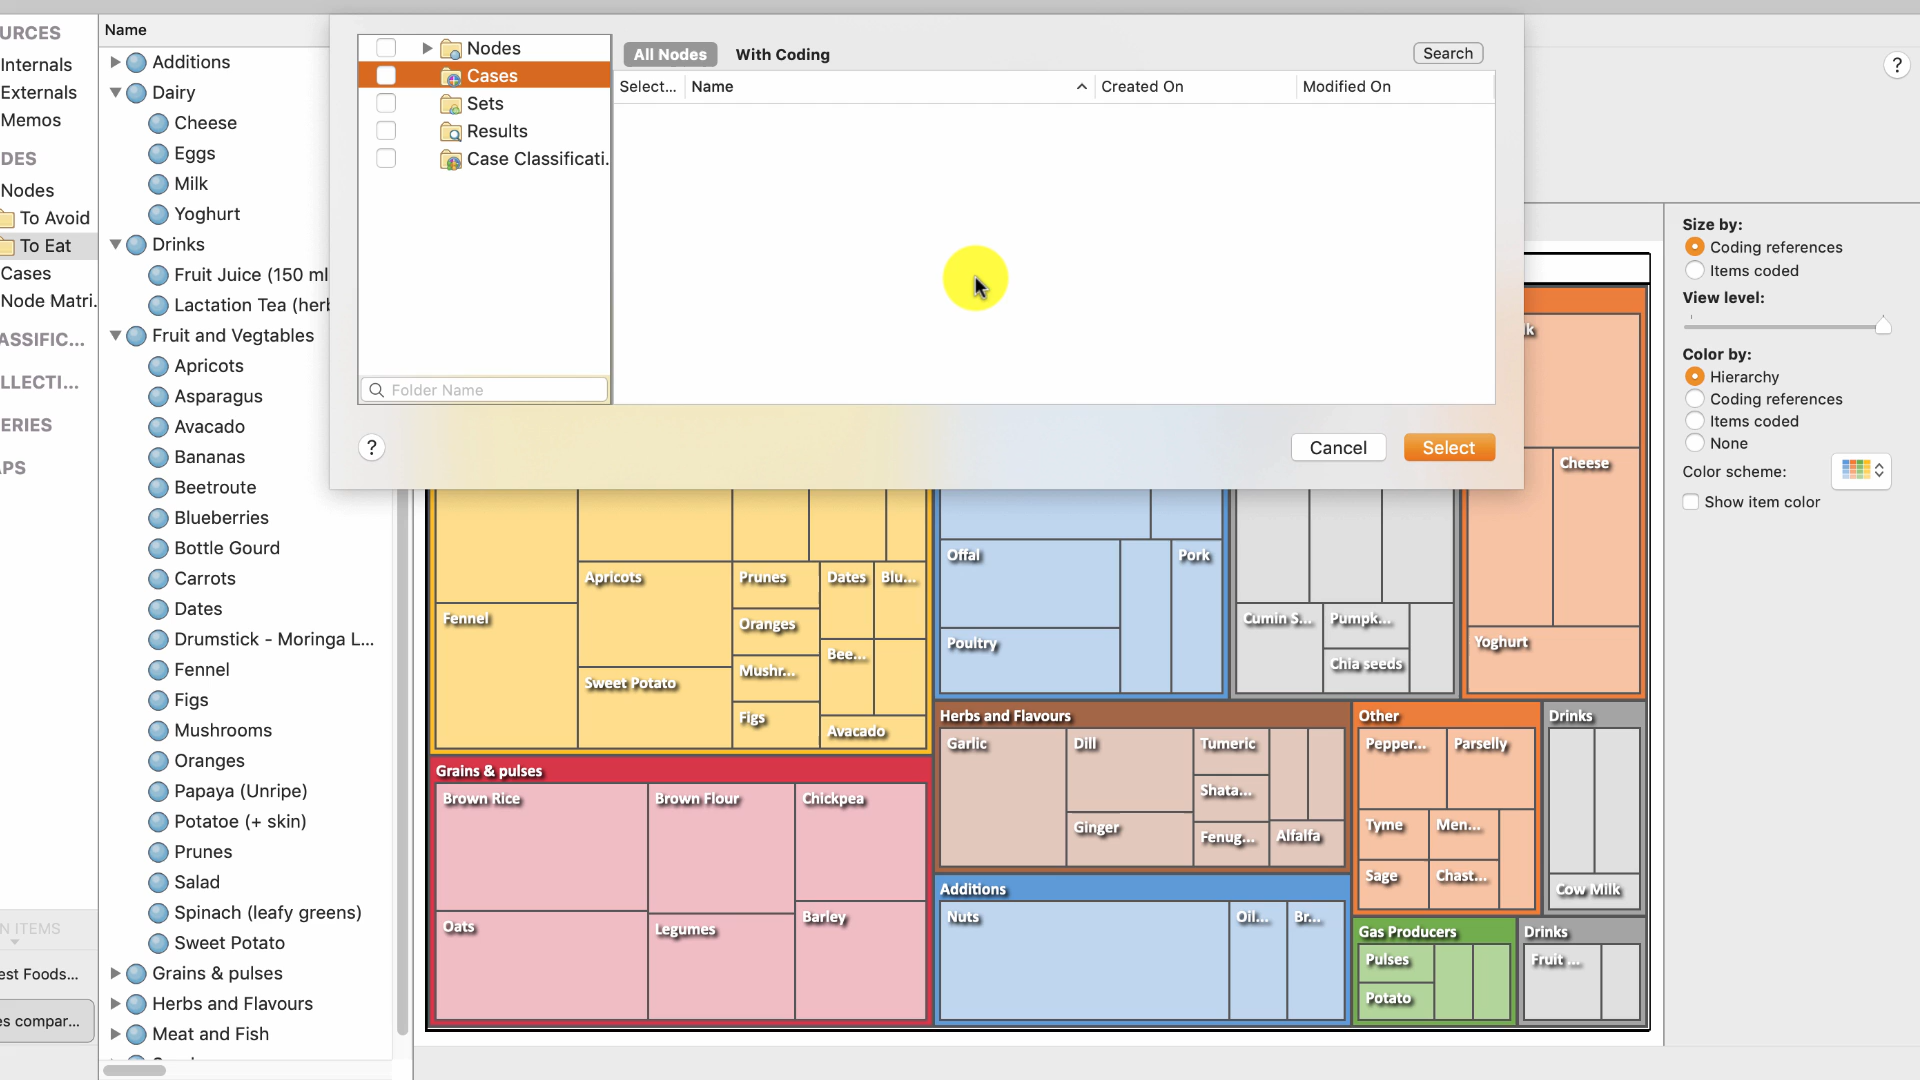 URCES
Internals
Externals
Memos
DES
Nodes
To Avoid
To Eat
Cases
Node Matri.
ASSIFIC...
LLECTI...
ERIES
APS
N ITEMS
est Foods...
es compar...
Name
Additions
Dairy
Cheese
Eggs
Milk
Yoghurt
Drinks
Fruit Juice (150 ml
Lactation Tea (herb
Fruit and Vegtables
Apricots
Asparagus
Avacado
Bananas
Beetroute
Blueberries
Bottle Gourd
Carrots
Dates
Drumstick - Moringa L...
Fennel
Figs
Mushrooms
Oranges
Papaya (Unripe)
Potatoe (+ skin)
Prunes
Salad
Spinach (leafy greens)
Sweet Potato
Grains & pulses
Herbs and Flavours
Meat and Fish
Nodes
Cases
Sets
Results
Case Classificati.
Folder Name
All Nodes
With Coding
Search
Select...
Name
Created On
Modified On
?
Cancel
Select
?
Size by:
Coding references
Items coded
View level:
Color by:
Hierarchy
Coding references
Items coded
None
Color scheme:
Show item color
Fennel
Apricots
Sweet Potato
Prunes
Oranges
Mushr...
Figs
Dates
Blu...
Bee...
Avacado
Offal
Pork
Poultry
Cumin S...
Pumpk...
Chia seeds
lk
Cheese
Yoghurt
Grains & pulses
Brown Rice
Brown Flour
Chickpea
Oats
Legumes
Barley
Herbs and Flavours
Garlic
Dill
Ginger
Tumeric
Shata...
Fenug...
Alfalfa
Additions
Nuts
Oil...
Br...
Other
Pepper...
Parselly
Tyme
Men...
Sage
Chast...
Drinks
Cow Milk
Gas Producers
Pulses
Potato
Drinks
Fruit ...